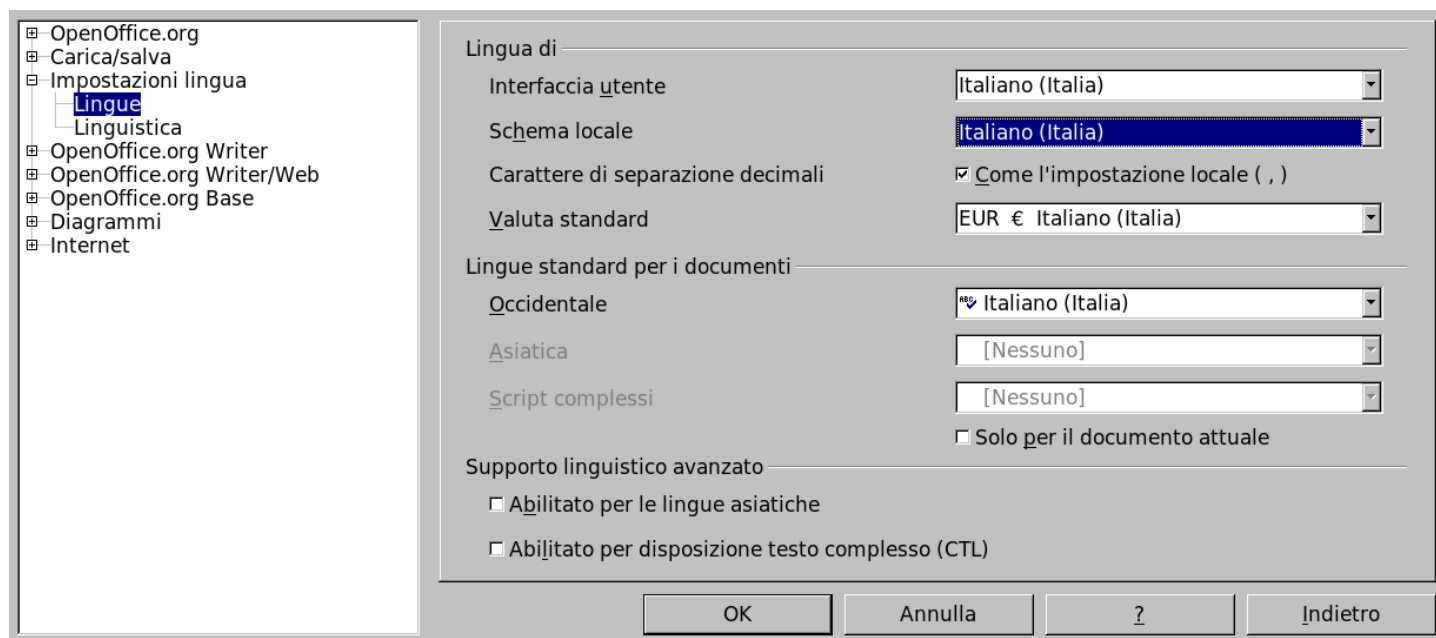 OpenOffice.org
Carica/salva
Impostazioni lingua
Lingue
Linguistica
OpenOffice.org Writer
OpenOffice.org Writer/Web
OpenOffice.org Base
Diagrammi
Internet
Lingua di
Interfaccia utente Italiano (Italia)
Schema locale Italiano (Italia)
Carattere di separazione decimali Come l'impostazione locale ( , )
Valuta standard EUR € Italiano (Italia)
Lingue standard per i documenti
Occidentale ABC Italiano (Italia)
Asiatica [Nessuno]
Script complessi [Nessuno]
Solo per il documento attuale
Supporto linguistico avanzato
Abilitato per le lingue asiatiche
Abilitato per disposizione testo complesso (CTL)
OK Annulla ? Indietro